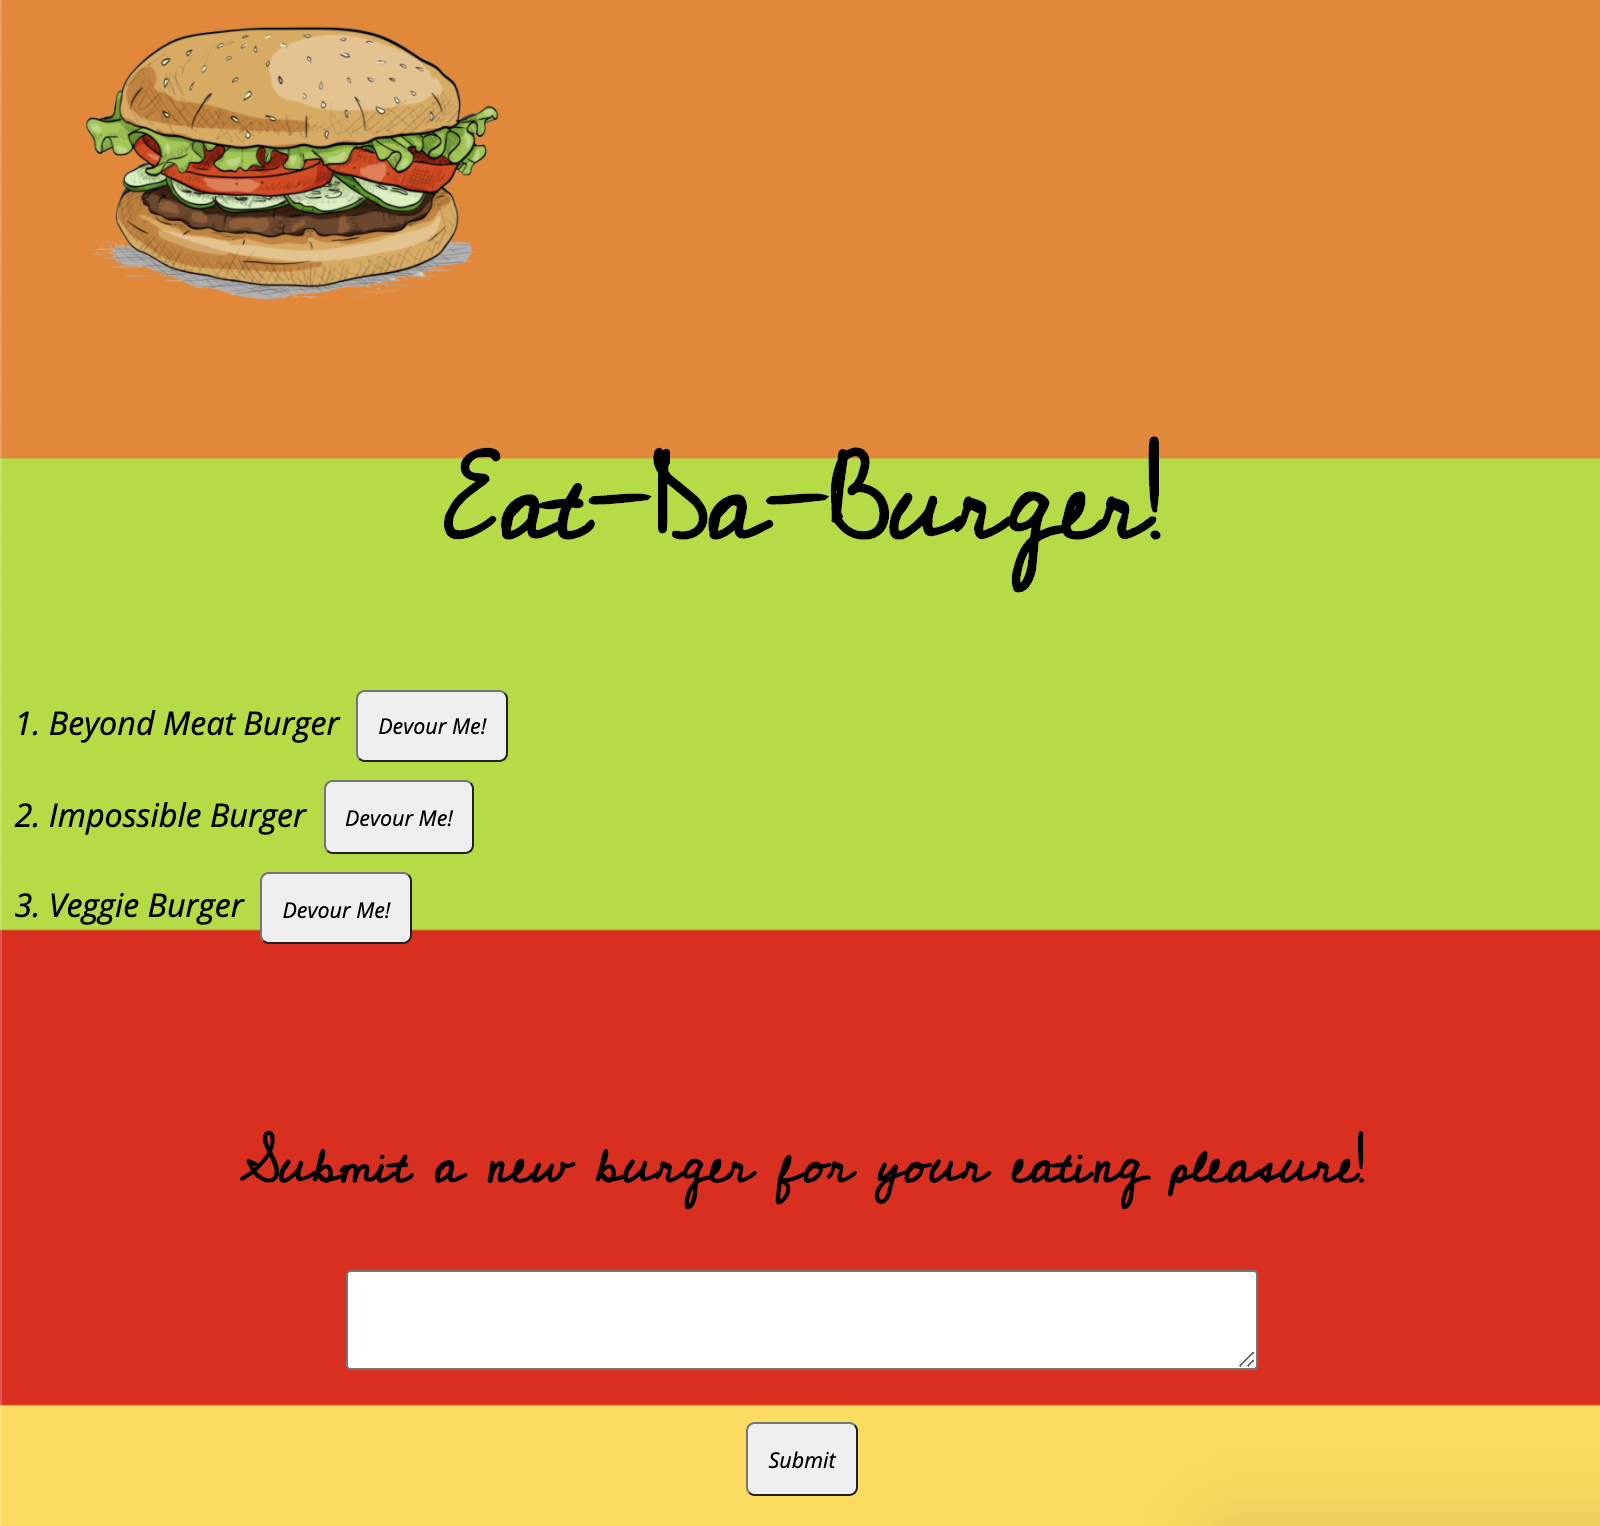 Eat-Da-Burger!
1. Beyond Meat Burger Devour Me!
2. Impossible Burger Devour Me!
3. Veggie Burger Devour Me!
Submit a new burger for your eating pleasure!
Submit